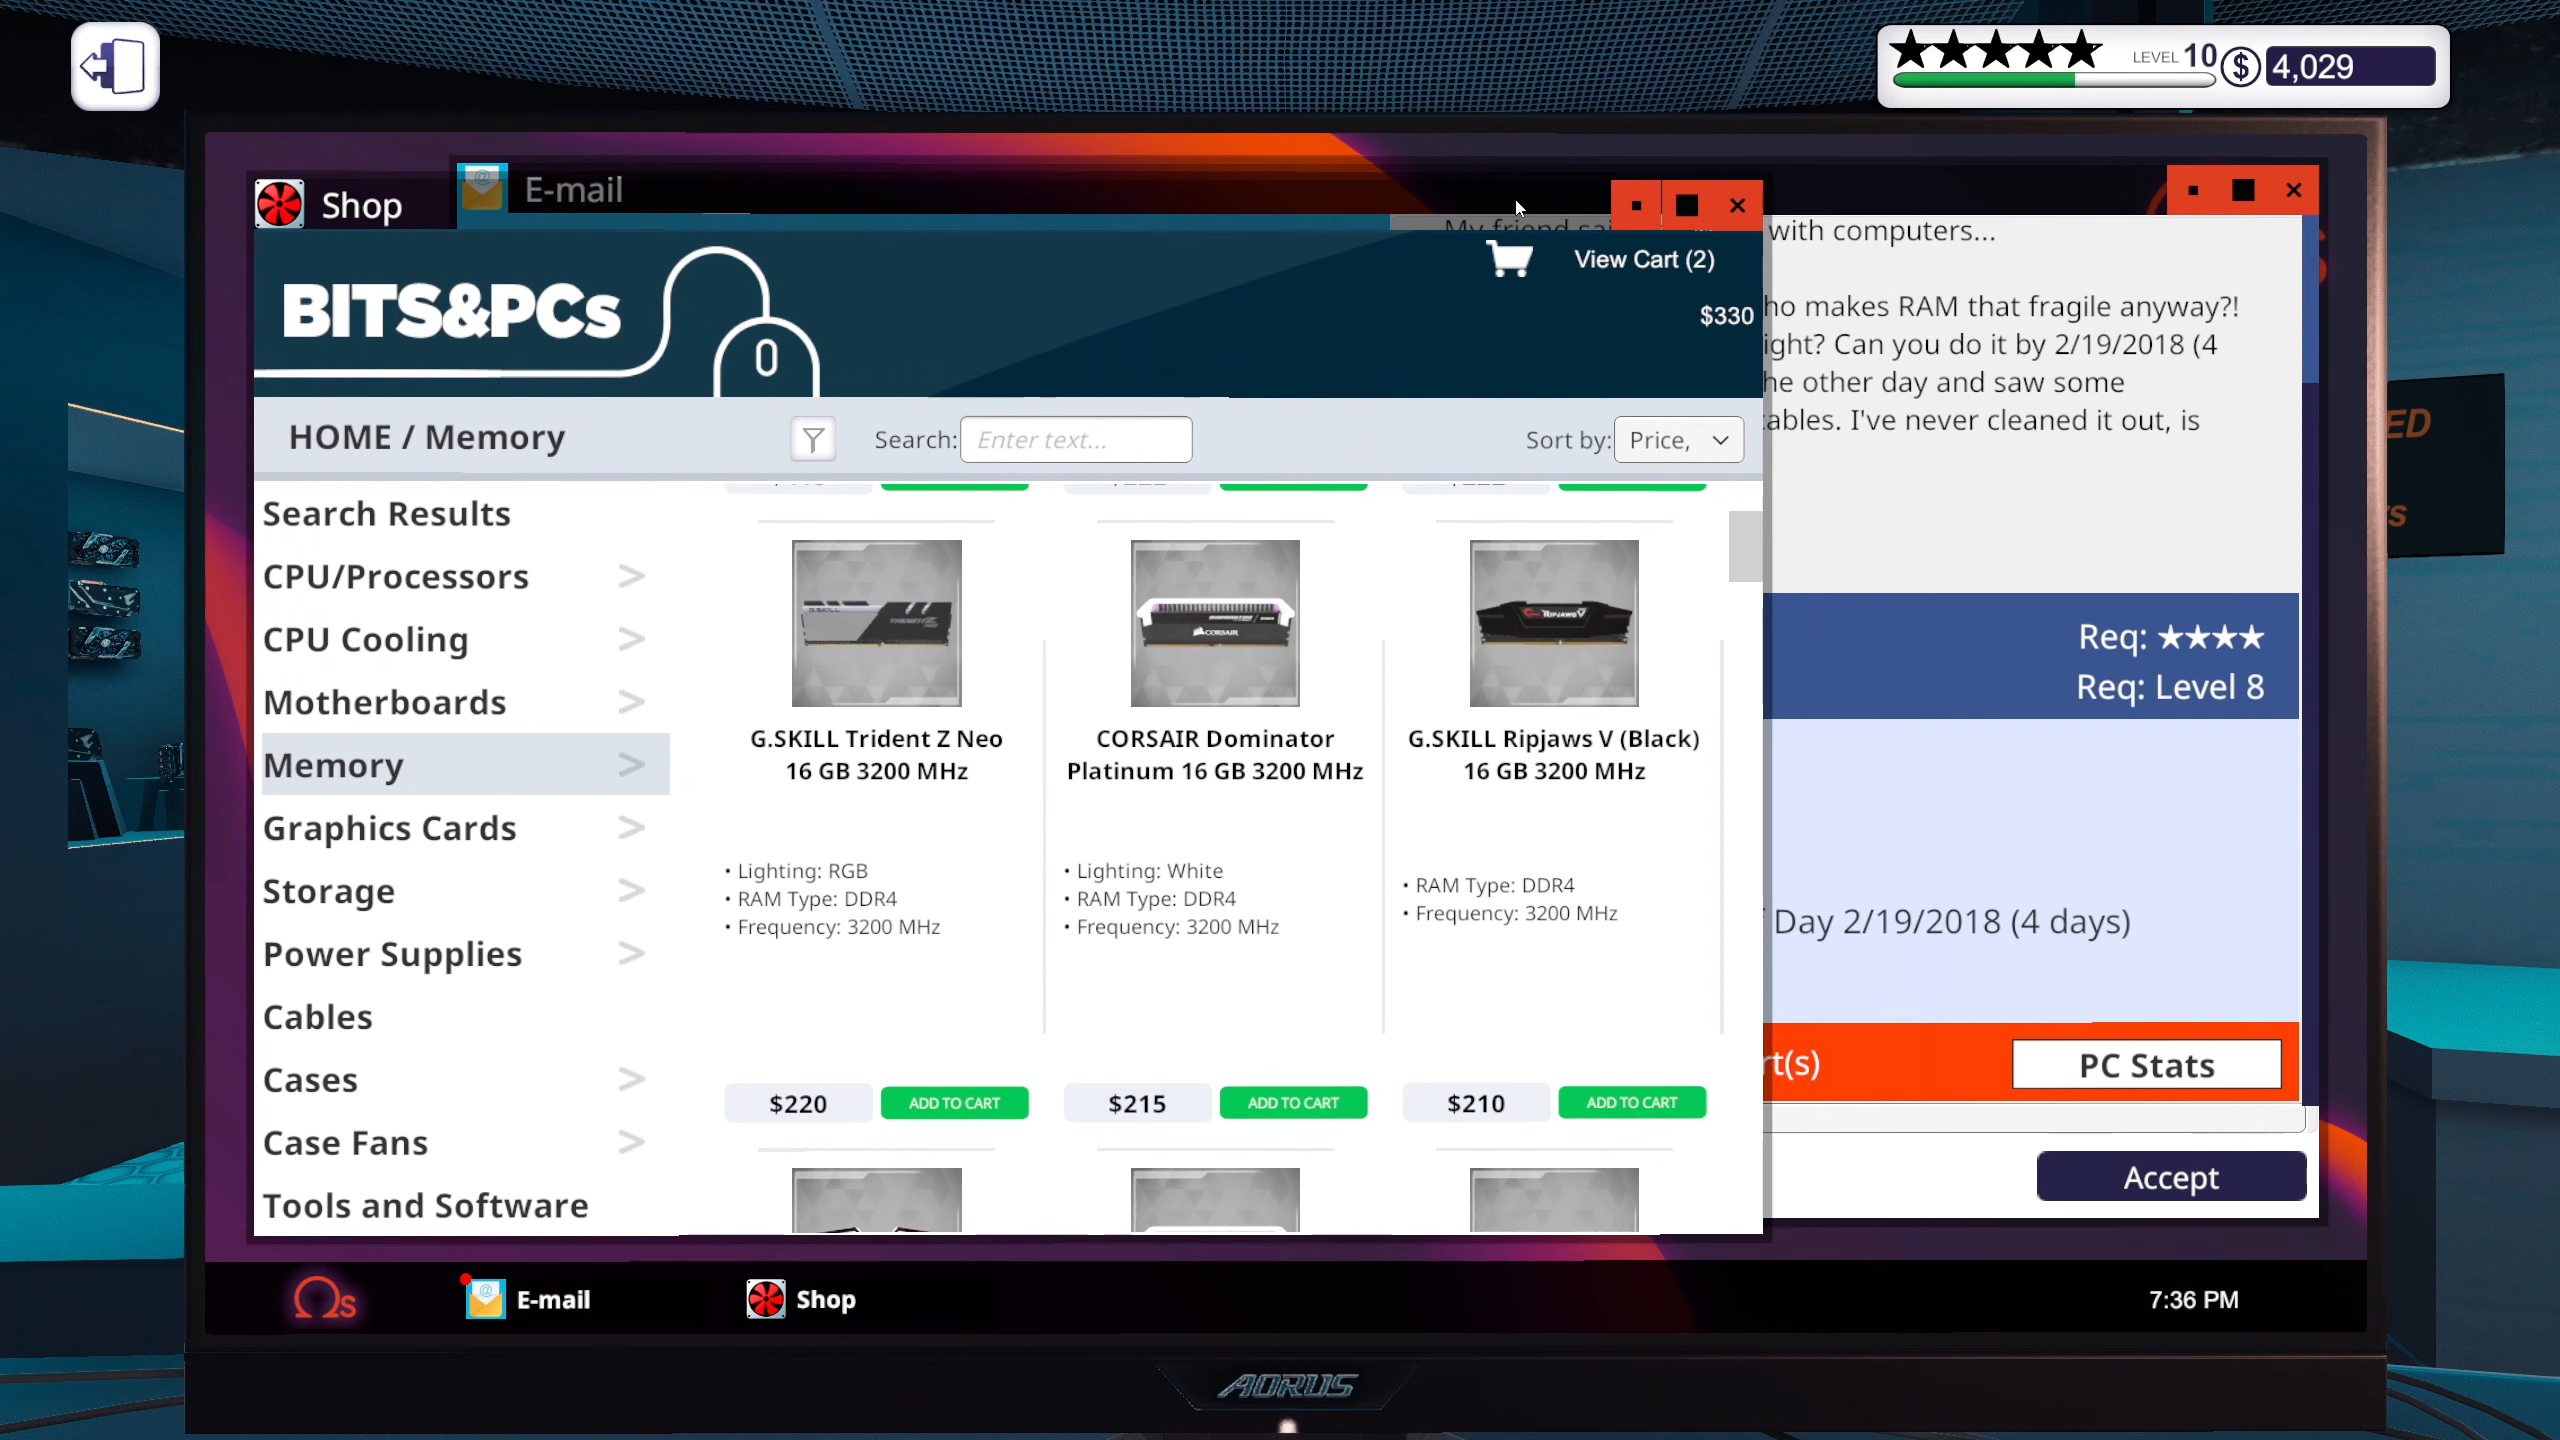 LEVEL 10
$ 4,029
Shop
E-mail
with computers...
View Cart (2)
$330
BITS&PCs
ho makes RAM that fragile anyway?!
ight? Can you do it by 2/19/2018 (4
he other day and saw some
ables. I've never cleaned it out, is
HOME / Memory
Search:
Enter text...
Sort by:
Price,
Search Results
CPU/Processors
CPU Cooling
Motherboards
Memory
Graphics Cards
Storage
Power Supplies
Cables
Cases
Case Fans
Tools and Software
G.SKILL Trident Z Neo
16 GB 3200 MHz
• Lighting: RGB
• RAM Type: DDR4
• Frequency: 3200 MHz
$220
ADD TO CART
CORSAIR Dominator
Platinum 16 GB 3200 MHz
• Lighting: White
• RAM Type: DDR4
• Frequency: 3200 MHz
$215
ADD TO CART
RIPJAWS V
G.SKILL Ripjaws V (Black)
16 GB 3200 MHz
• RAM Type: DDR4
• Frequency: 3200 MHz
$210
ADD TO CART
Req: ★★★★
Req: Level 8
Day 2/19/2018 (4 days)
rt(s)
PC Stats
Accept
Ωs
E-mail
Shop
7:36 PM
AORUS